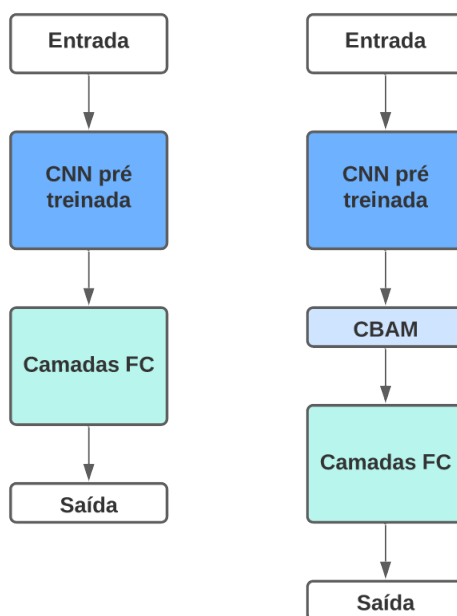 Entrada
CNN pré
treinada
Camadas FC
Saída
Entrada
CNN pré
treinada
CBAM
Camadas FC
Saída